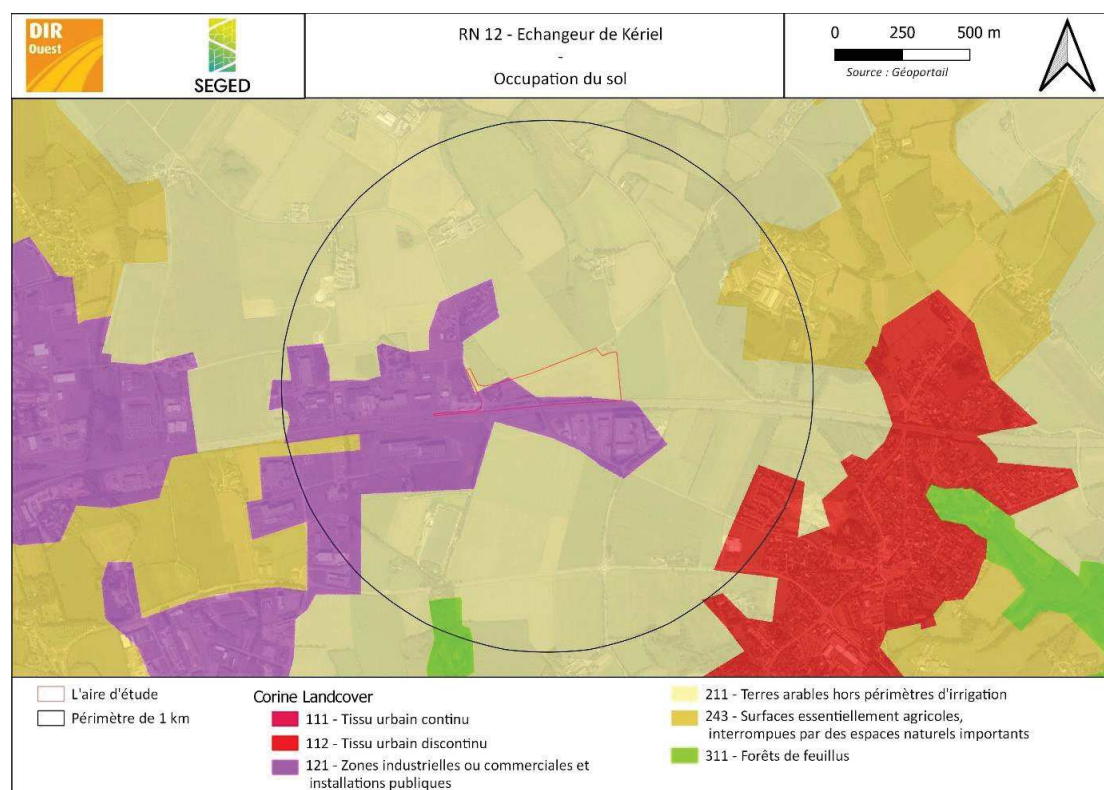 DIR
Ouest
SEGED
RN 12 - Echangeur de Kériel
-
Occupation du sol
0 250 500 m
Source : Géoportail
L'aire d'étude
Périmètre de 1 km
Corine Landcover
111 - Tissu urbain continu
112 - Tissu urbain discontinu
121 - Zones industrielles ou commerciales et
installations publiques
211 - Terres arables hors périmètres d'irrigation
243 - Surfaces essentiellement agricoles,
interrompues par des espaces naturels importants
311 - Forêts de feuillus